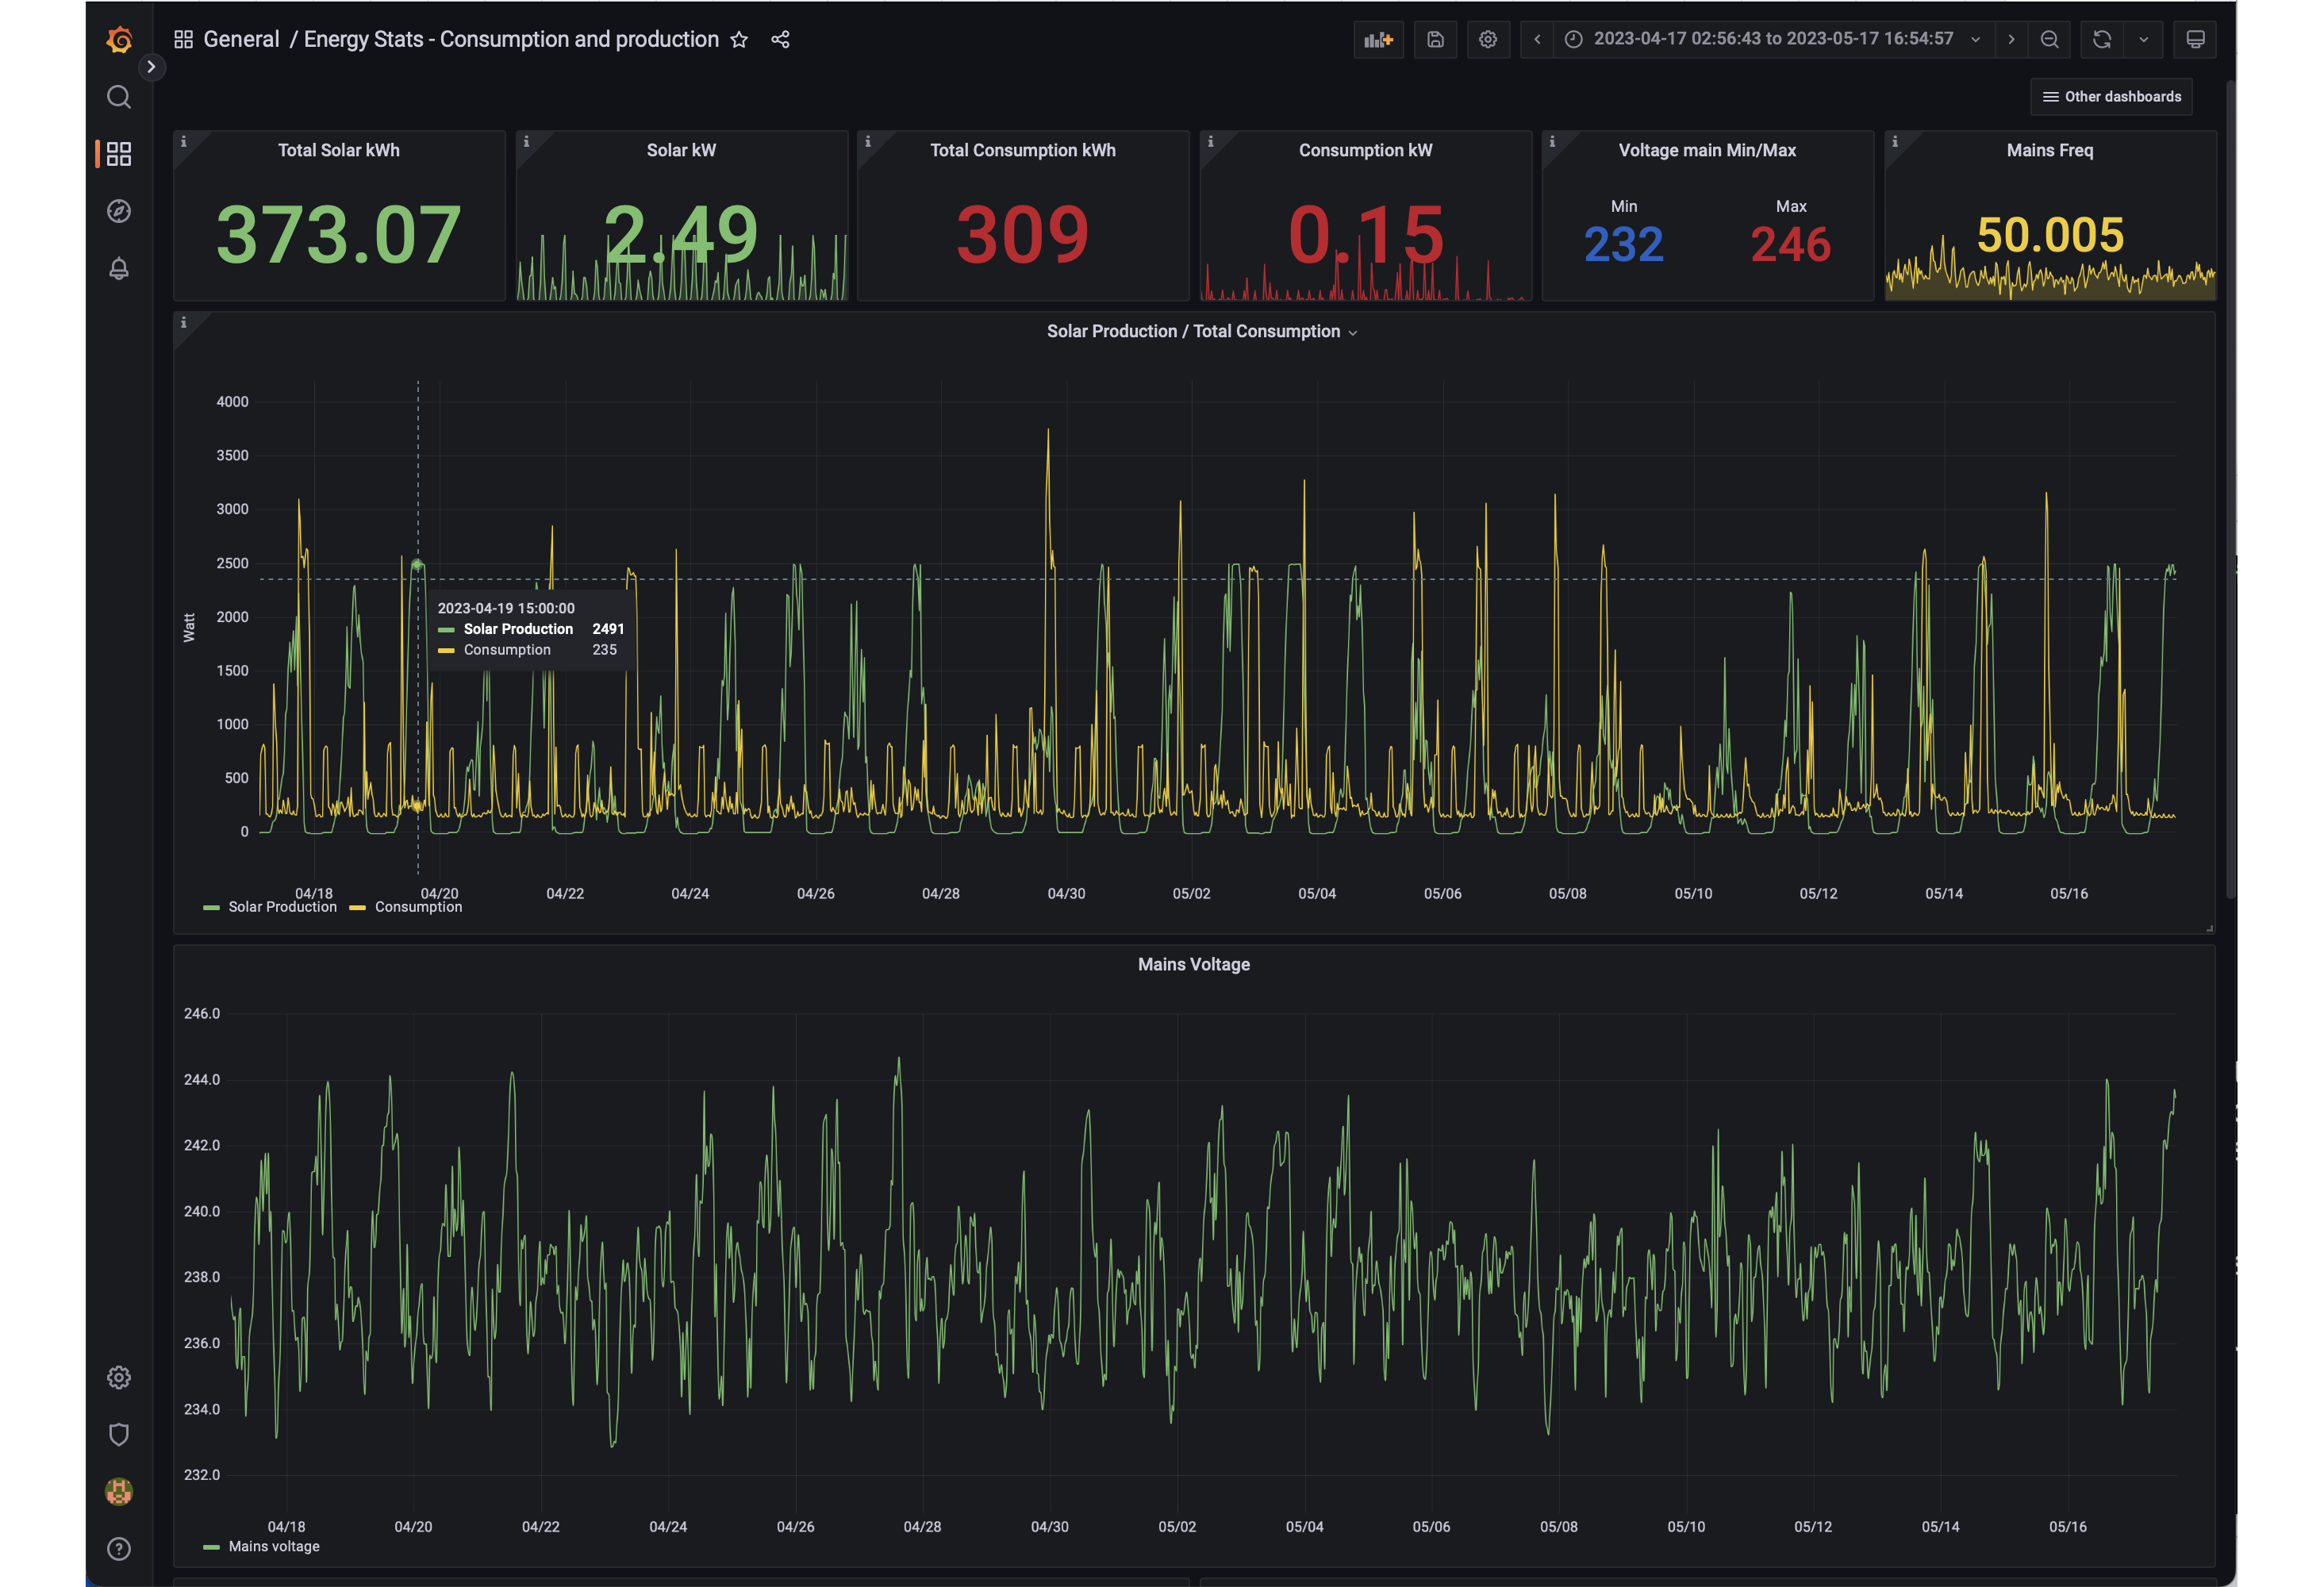 General / Energy Stats - Consumption and production
2023-04-17 02:56:43 to 2023-05-17 16:54:57
Other dashboards
Total Solar kWh
373.07
Solar kW
2.49
Total Consumption kWh
309
Consumption kW
0.15
Voltage main Min/Max
Min
232
Max
246
Mains Freq
50.005
Solar Production / Total Consumption
4000
3500
3000
2500
2000
1500
1000
500
0
Watt
2023-04-19 15:00:00
Solar Production 2491
Consumption 235
04/18 04/20 04/22 04/24 04/26 04/28 04/30 05/02 05/04 05/06 05/08 05/10 05/12 05/14 05/16
Solar Production Consumption
Mains Voltage
246.0
244.0
242.0
240.0
238.0
236.0
234.0
232.0
04/18 04/20 04/22 04/24 04/26 04/28 04/30 05/02 05/04 05/06 05/08 05/10 05/12 05/14 05/16
Mains voltage